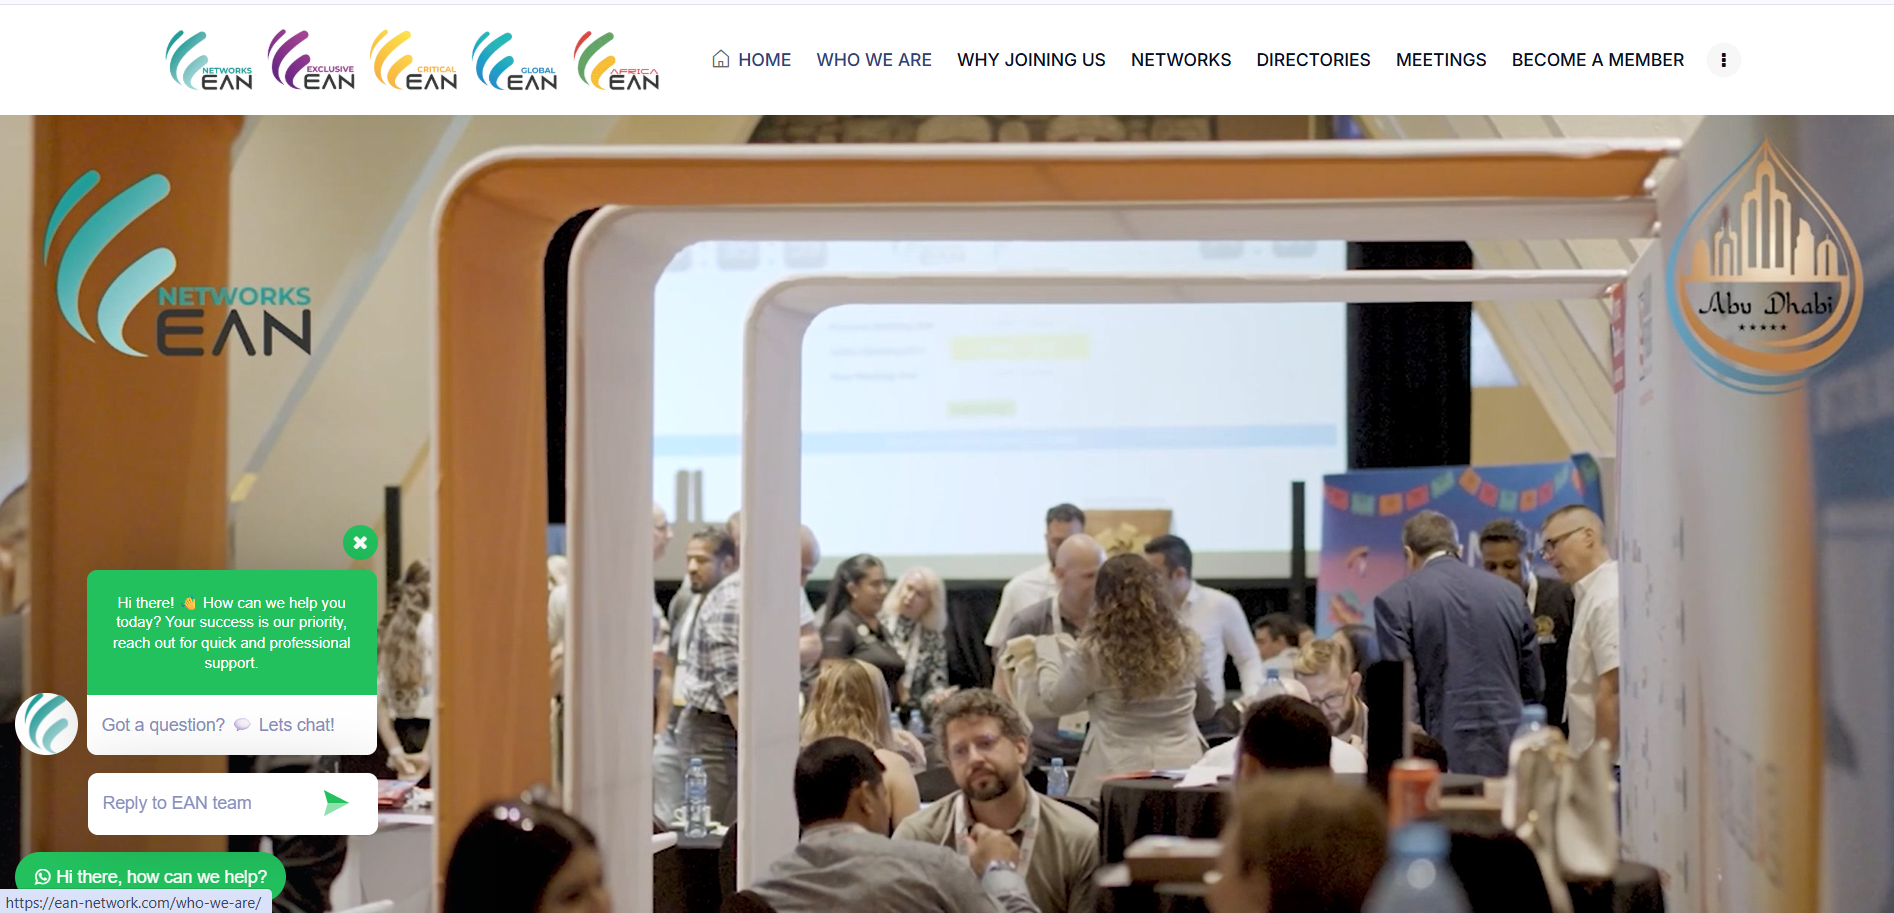 NETWORKS
EAN
EXCLUSIVE
EAN
CRITICAL
EAN
GLOBAL
EAN
AFRICA
EAN
HOME
WHO WE ARE
WHY JOINING US
NETWORKS
DIRECTORIES
MEETINGS
BECOME A MEMBER
NETWORKS
EAN
Abu Dhabi
Hi there! 👋 How can we help you
today? Your success is our priority,
reach out for quick and professional
support.
Got a question? 💬 Lets chat!
Reply to EAN team
Hi there, how can we help?
https://ean-network.com/who-we-are/